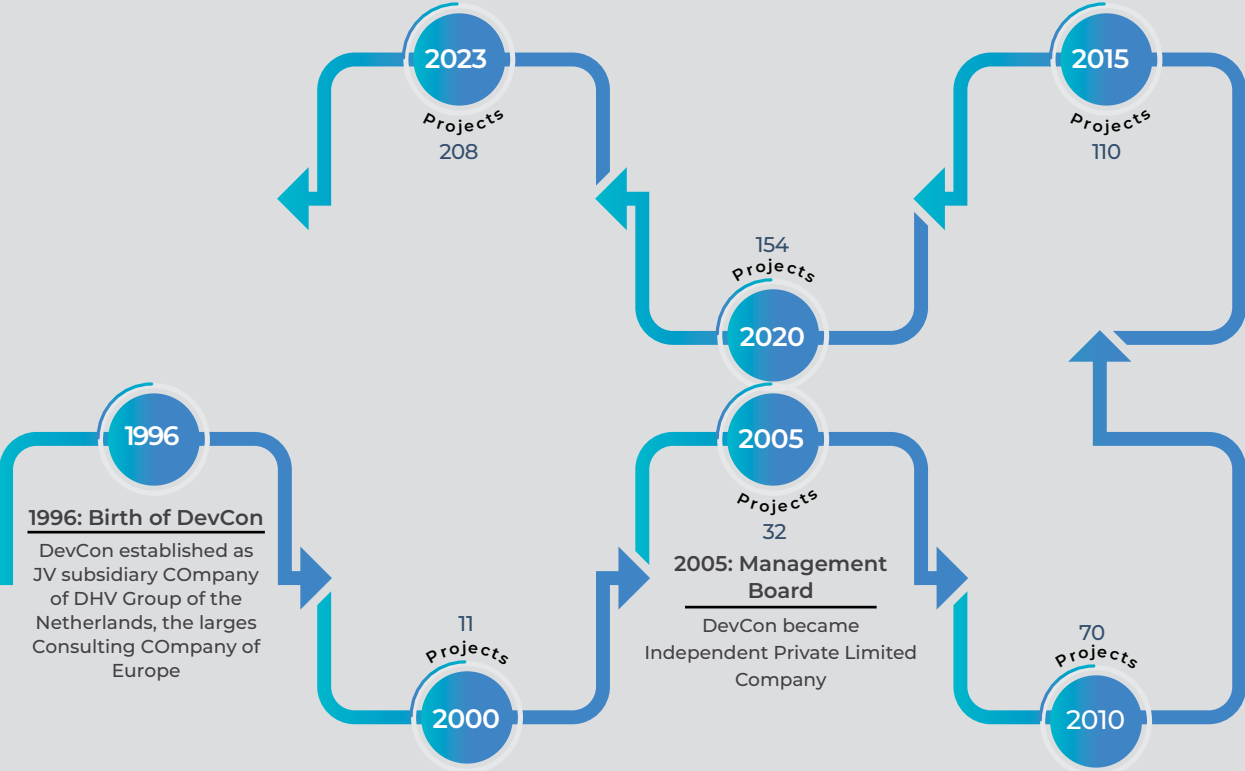 2023
Projects
208
2015
Projects
110
154
Projects
2020
1996
1996: Birth of DevCon
DevCon established as
JV subsidiary COmpany
of DHV Group of the
Netherlands, the larges
Consulting COmpany of
Europe
11
Projects
2000
2005
Projects
32
2005: Management
Board
DevCon became
Independent Private Limited
Company
70
Projects
2010